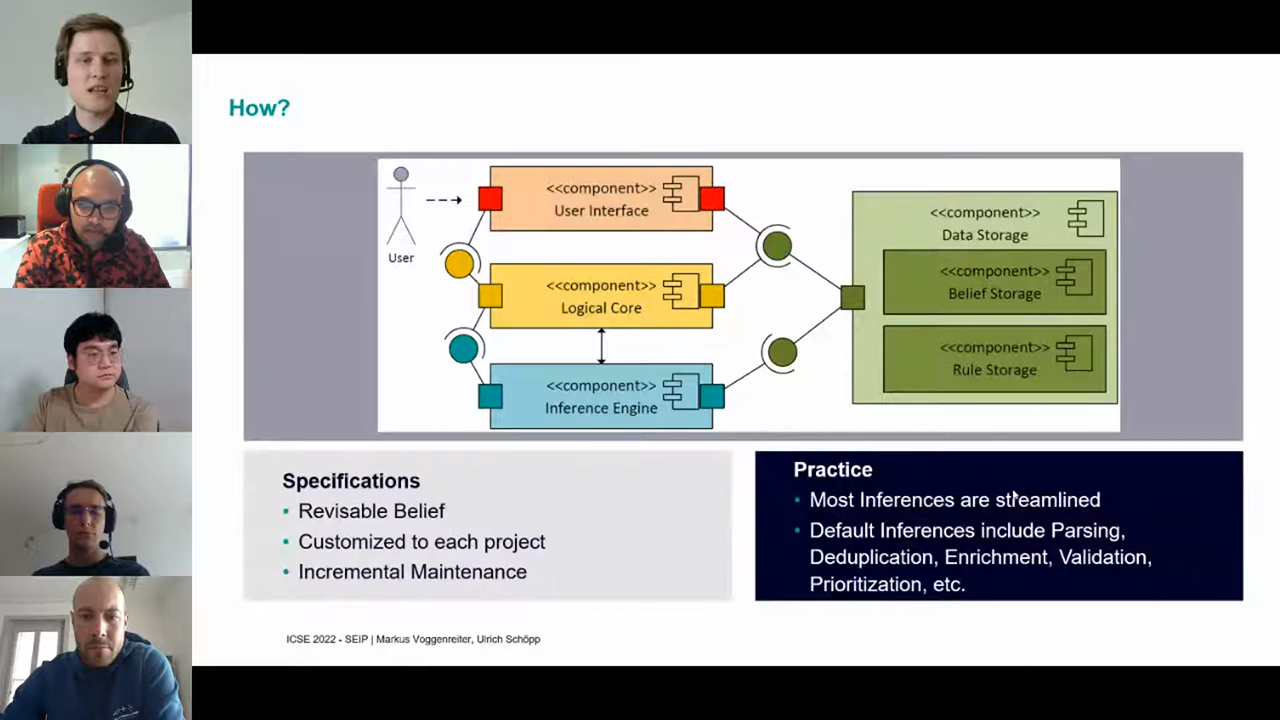 How?
<<component>>
User Interface
User
<<component>>
Logical Core
<<component>>
Inference Engine
<<component>>
Data Storage
<<component>>
Belief Storage
<<component>>
Rule Storage
Specifications
• Revisable Belief
• Customized to each project
• Incremental Maintenance
Practice
• Most Inferences are streamlined
• Default Inferences include Parsing,
Deduplication, Enrichment, Validation,
Prioritization, etc.
ICSE 2022 - SEIP | Markus Voggenreiter, Ulrich Schöpp